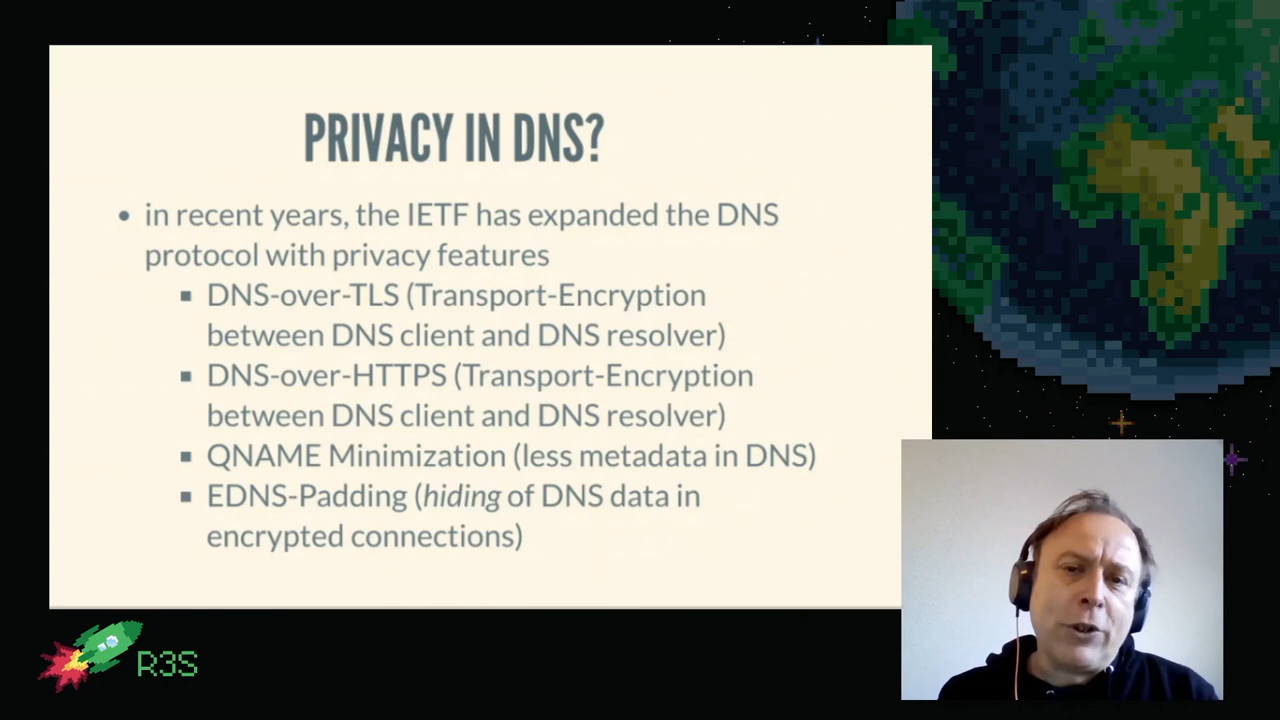 PRIVACY IN DNS?
• in recent years, the IETF has expanded the DNS
protocol with privacy features
▪ DNS-over-TLS (Transport-Encryption
between DNS client and DNS resolver)
▪ DNS-over-HTTPS (Transport-Encryption
between DNS client and DNS resolver)
▪ QNAME Minimization (less metadata in DNS)
▪ EDNS-Padding (hiding of DNS data in
encrypted connections)
R3S